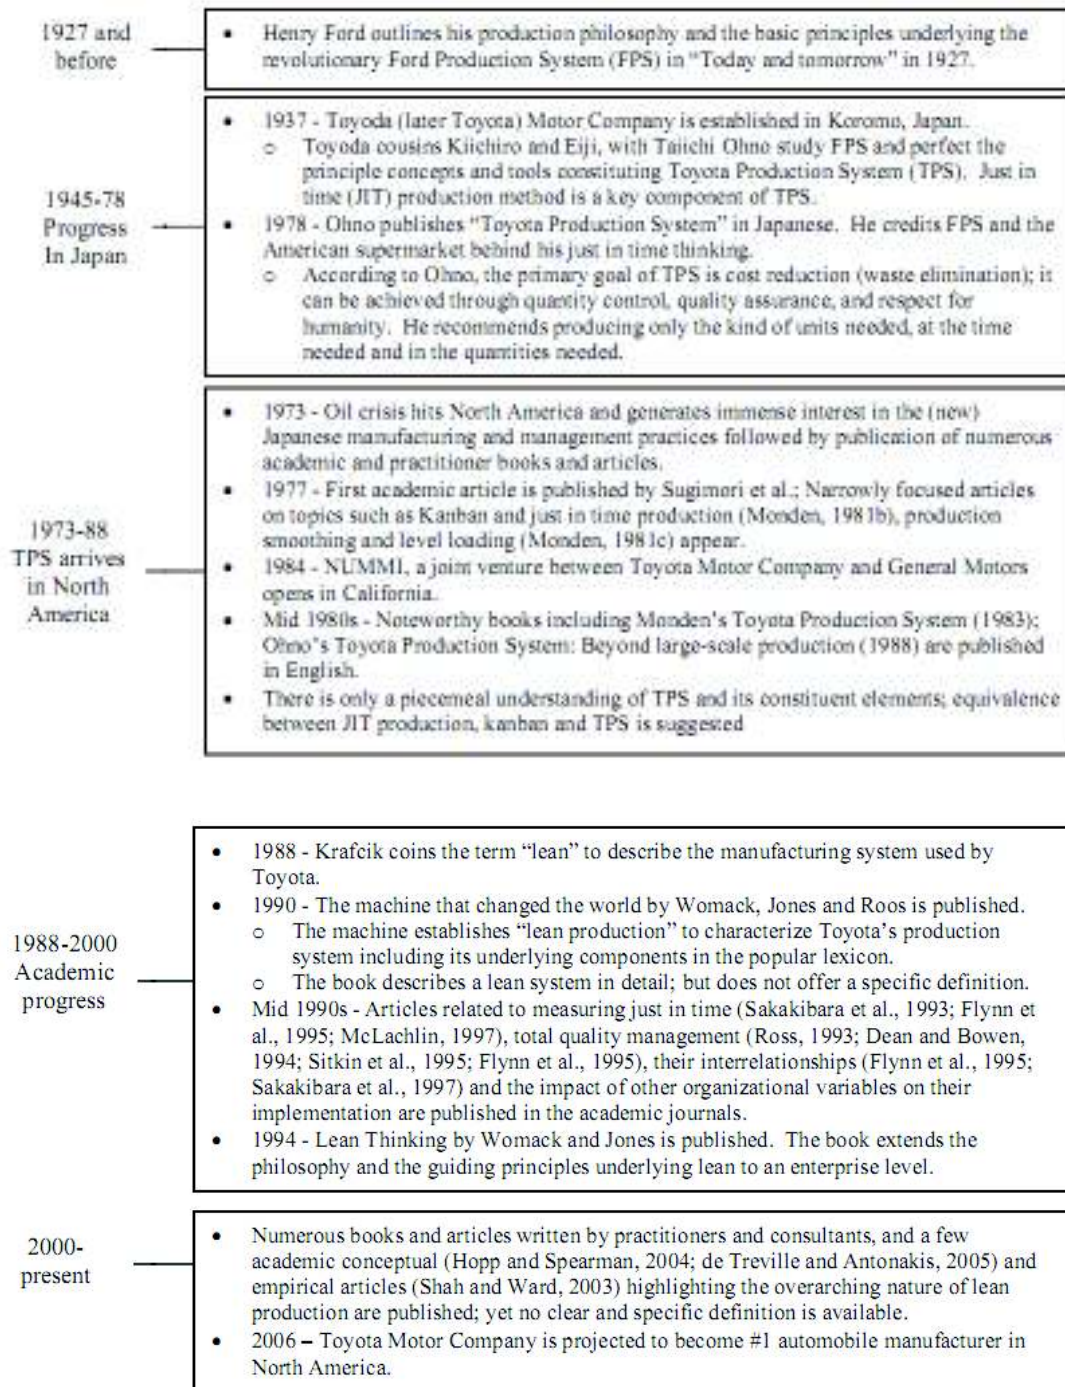 1927 and
before
• Henry Ford outlines his production philosophy and the basic principles underlying the
revolutionary Ford Production System (FPS) in “Today and tomorrow” in 1927.
1945-78
Progress
In Japan
• 1937 - Toyoda (later Toyota) Motor Company is established in Koromo, Japan.
o Toyoda cousins Kiichiro and Eiji, with Taiichi Ohno study FPS and perfect the
principle concepts and tools constituting Toyota Production System (TPS). Just in
time (JIT) production method is a key component of TPS.
• 1978 - Ohno publishes “Toyota Production System” in Japanese. He credits FPS and the
American supermarket behind his just in time thinking.
o According to Ohno, the primary goal of TPS is cost reduction (waste elimination); it
can be achieved through quantity control, quality assurance, and respect for
humanity. He recommends producing only the kind of units needed, at the time
needed and in the quantities needed.
1973-88
TPS arrives
in North
America
• 1973 - Oil crisis hits North America and generates immense interest in the (new)
Japanese manufacturing and management practices followed by publication of numerous
academic and practitioner books and articles.
• 1977 - First academic article is published by Sugimori et al.; Narrowly focused articles
on topics such as Kanban and just in time production (Monden, 1981b), production
smoothing and level loading (Monden, 1981c) appear.
• 1984 - NUMMI, a joint venture between Toyota Motor Company and General Motors
opens in California.
• Mid 1980s - Noteworthy books including Monden’s Toyota Production System (1983);
Ohno’s Toyota Production System: Beyond large-scale production (1988) are published
in English.
• There is only a piecemeal understanding of TPS and its constituent elements; equivalence
between JIT production, kanban and TPS is suggested
1988-2000
Academic
progress
• 1988 - Krafcik coins the term “lean” to describe the manufacturing system used by
Toyota.
• 1990 - The machine that changed the world by Womack, Jones and Roos is published.
o The machine establishes “lean production” to characterize Toyota’s production
system including its underlying components in the popular lexicon.
o The book describes a lean system in detail; but does not offer a specific definition.
• Mid 1990s - Articles related to measuring just in time (Sakakibara et al., 1993; Flynn et
al., 1995; McLachlin, 1997), total quality management (Ross, 1993; Dean and Bowen,
1994; Sitkin et al., 1995; Flynn et al., 1995), their interrelationships (Flynn et al., 1995;
Sakakibara et al., 1997) and the impact of other organizational variables on their
implementation are published in the academic journals.
• 1994 - Lean Thinking by Womack and Jones is published. The book extends the
philosophy and the guiding principles underlying lean to an enterprise level.
2000-
present
• Numerous books and articles written by practitioners and consultants, and a few
academic conceptual (Hopp and Spearman, 2004; de Treville and Antonakis, 2005) and
empirical articles (Shah and Ward, 2003) highlighting the overarching nature of lean
production are published; yet no clear and specific definition is available.
• 2006 – Toyota Motor Company is projected to become #1 automobile manufacturer in
North America.